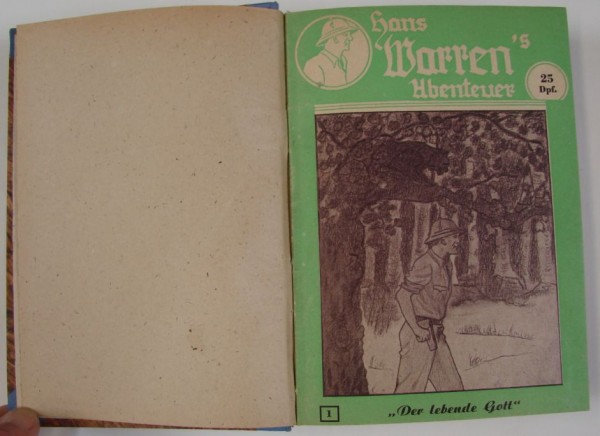 Hans
Warren's
Abenteuer
25
Dpf.
1
„Der lebende Gott"